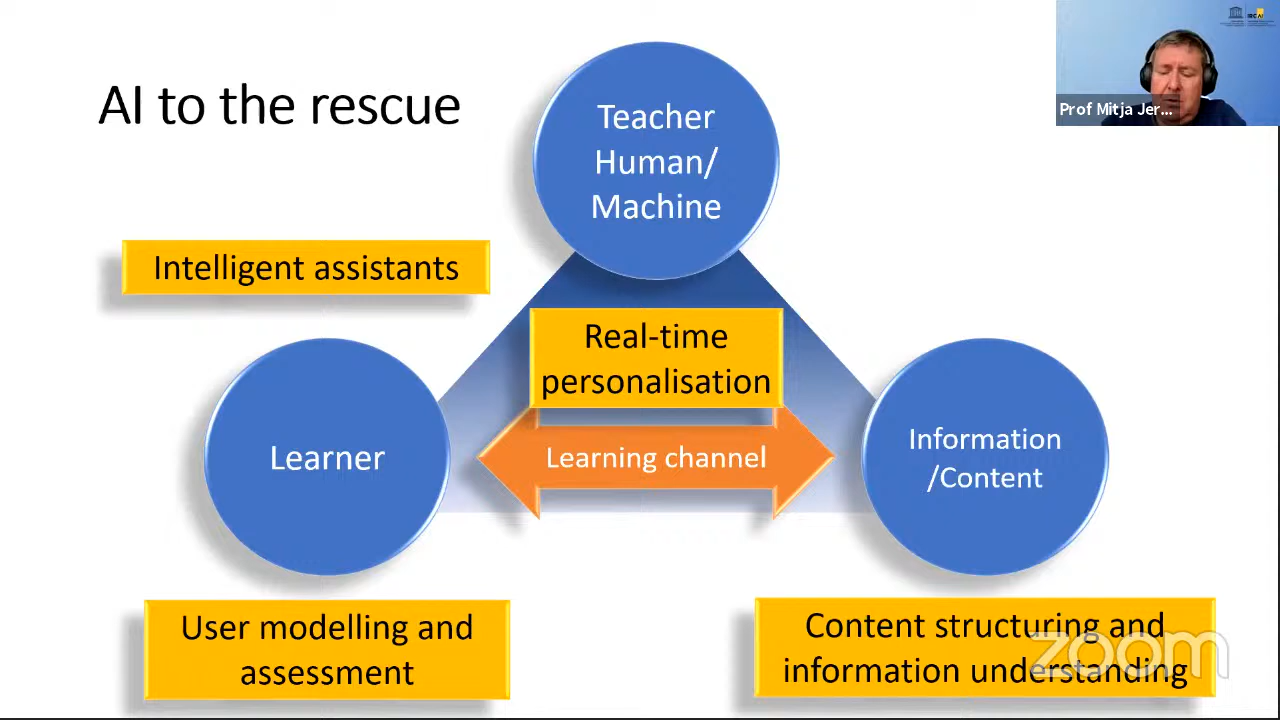 AI to the rescue
Teacher
Human/
Machine
Prof Mitja Jer...
Intelligent assistants
Real-time
personalisation
Learner
Learning channel
Information
/Content
User modelling and
assessment
Content structuring and
information understanding
zoom